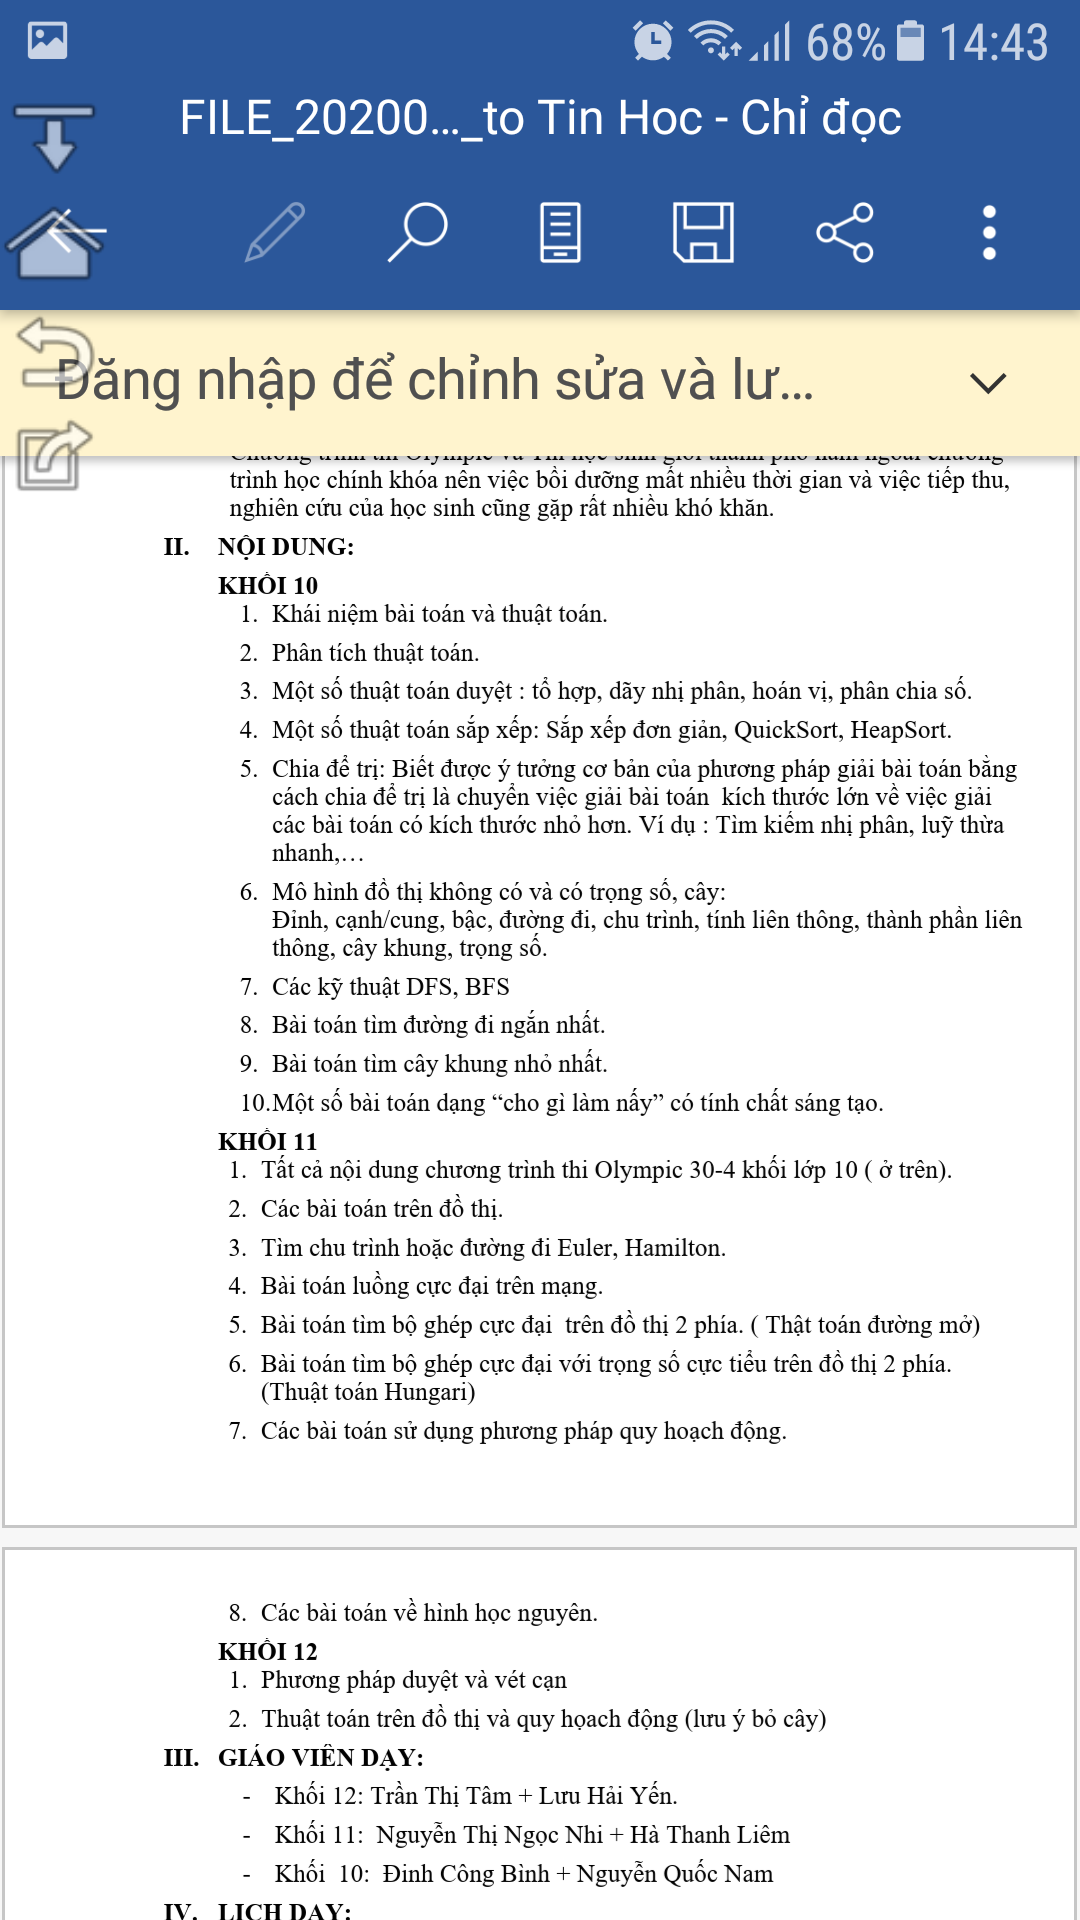 68% 14:43
FILE_20200..._to Tin Hoc - Chỉ đọc
Đăng nhập để chỉnh sửa và lư...
Chương trình thi Olympic và Tin học sinh giỏi thành phố nằm ngoài chương
trình học chính khóa nên việc bồi dưỡng mất nhiều thời gian và việc tiếp thu,
nghiên cứu của học sinh cũng gặp rất nhiều khó khăn.
II. NỘI DUNG:
KHỐI 10
1. Khái niệm bài toán và thuật toán.
2. Phân tích thuật toán.
3. Một số thuật toán duyệt : tổ hợp, dãy nhị phân, hoán vị, phân chia số.
4. Một số thuật toán sắp xếp: Sắp xếp đơn giản, QuickSort, HeapSort.
5. Chia để trị: Biết được ý tưởng cơ bản của phương pháp giải bài toán bằng
cách chia để trị là chuyển việc giải bài toán kích thước lớn về việc giải
các bài toán có kích thước nhỏ hơn. Ví dụ : Tìm kiếm nhị phân, luỹ thừa
nhanh,…
6. Mô hình đồ thị không có và có trọng số, cây:
Đỉnh, cạnh/cung, bậc, đường đi, chu trình, tính liên thông, thành phần liên
thông, cây khung, trọng số.
7. Các kỹ thuật DFS, BFS
8. Bài toán tìm đường đi ngắn nhất.
9. Bài toán tìm cây khung nhỏ nhất.
10.Một số bài toán dạng “cho gì làm nấy” có tính chất sáng tạo.
KHỐI 11
1. Tất cả nội dung chương trình thi Olympic 30-4 khối lớp 10 ( ở trên).
2. Các bài toán trên đồ thị.
3. Tìm chu trình hoặc đường đi Euler, Hamilton.
4. Bài toán luồng cực đại trên mạng.
5. Bài toán tìm bộ ghép cực đại trên đồ thị 2 phía. ( Thật toán đường mở)
6. Bài toán tìm bộ ghép cực đại với trọng số cực tiểu trên đồ thị 2 phía.
(Thuật toán Hungari)
7. Các bài toán sử dụng phương pháp quy hoạch động.
8. Các bài toán về hình học nguyên.
KHỐI 12
1. Phương pháp duyệt và vét cạn
2. Thuật toán trên đồ thị và quy họach động (lưu ý bỏ cây)
III. GIÁO VIÊN DẠY:
- Khối 12: Trần Thị Tâm + Lưu Hải Yến.
- Khối 11: Nguyễn Thị Ngọc Nhi + Hà Thanh Liêm
- Khối 10: Đinh Công Bình + Nguyễn Quốc Nam
IV. LỊCH DẠY: